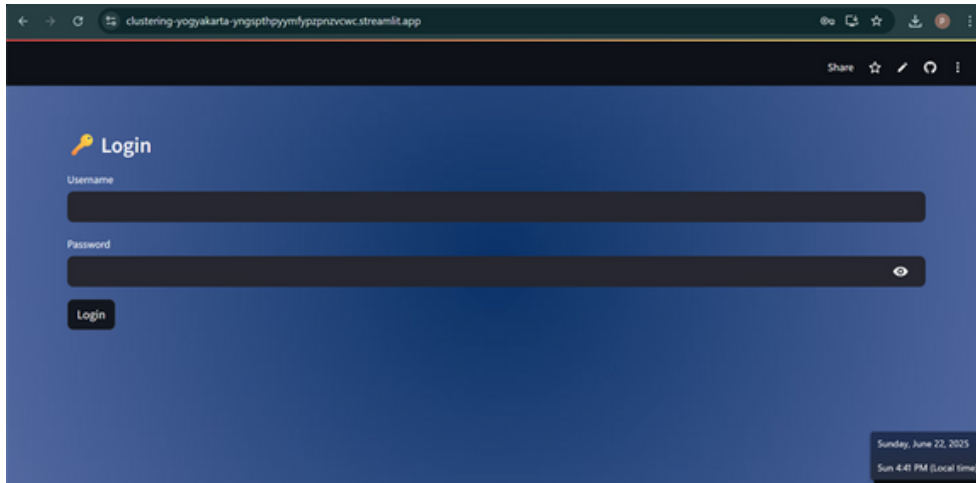 clustering-yogyakarta-yngspthpyymfypzpnzvcwc.streamlit.app
Share
Login
Username
Password
Login
Sunday, June 22, 2025
Sun 4:41 PM (Local time